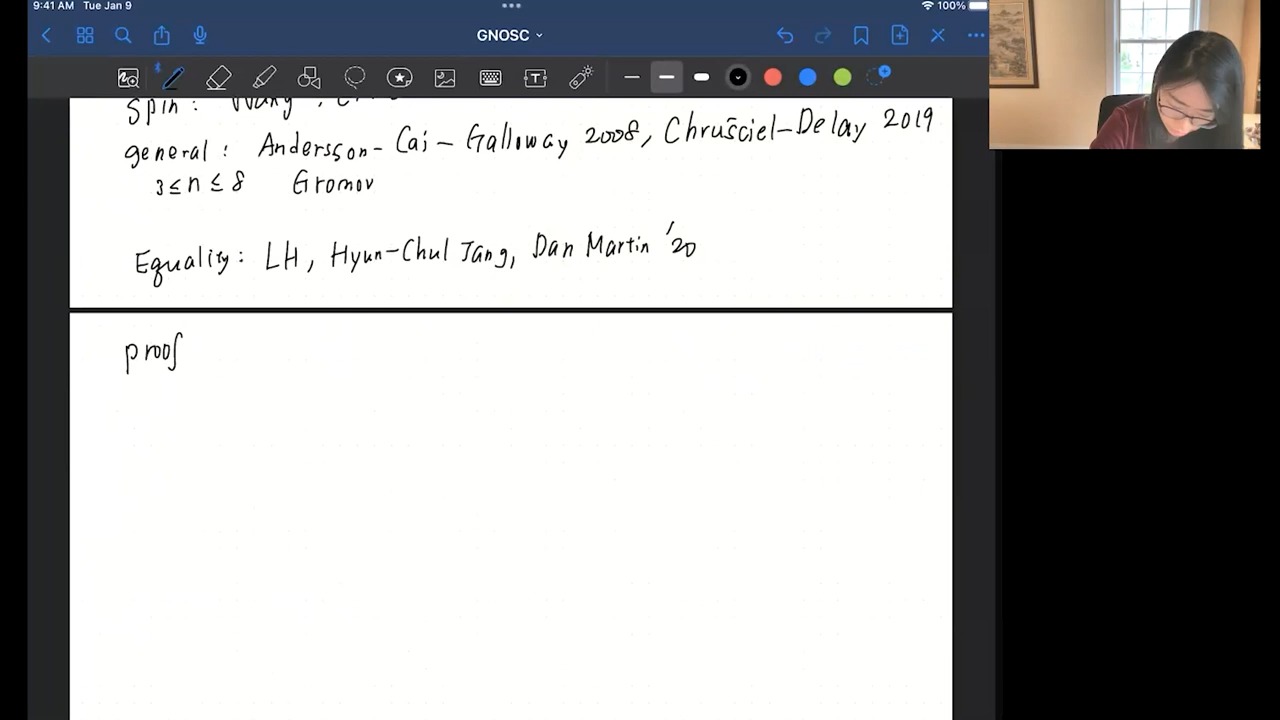 9:41 AM Tue Jan 9
100%
GNOSC
Spin :
general : Andersson - Cai - Galloway 2008, Chruściel-Delay 2019
3 ≤ n ≤ 8 Gromov
Equality: LH, Hyun-Chul Jang, Dan Martin '20
proof